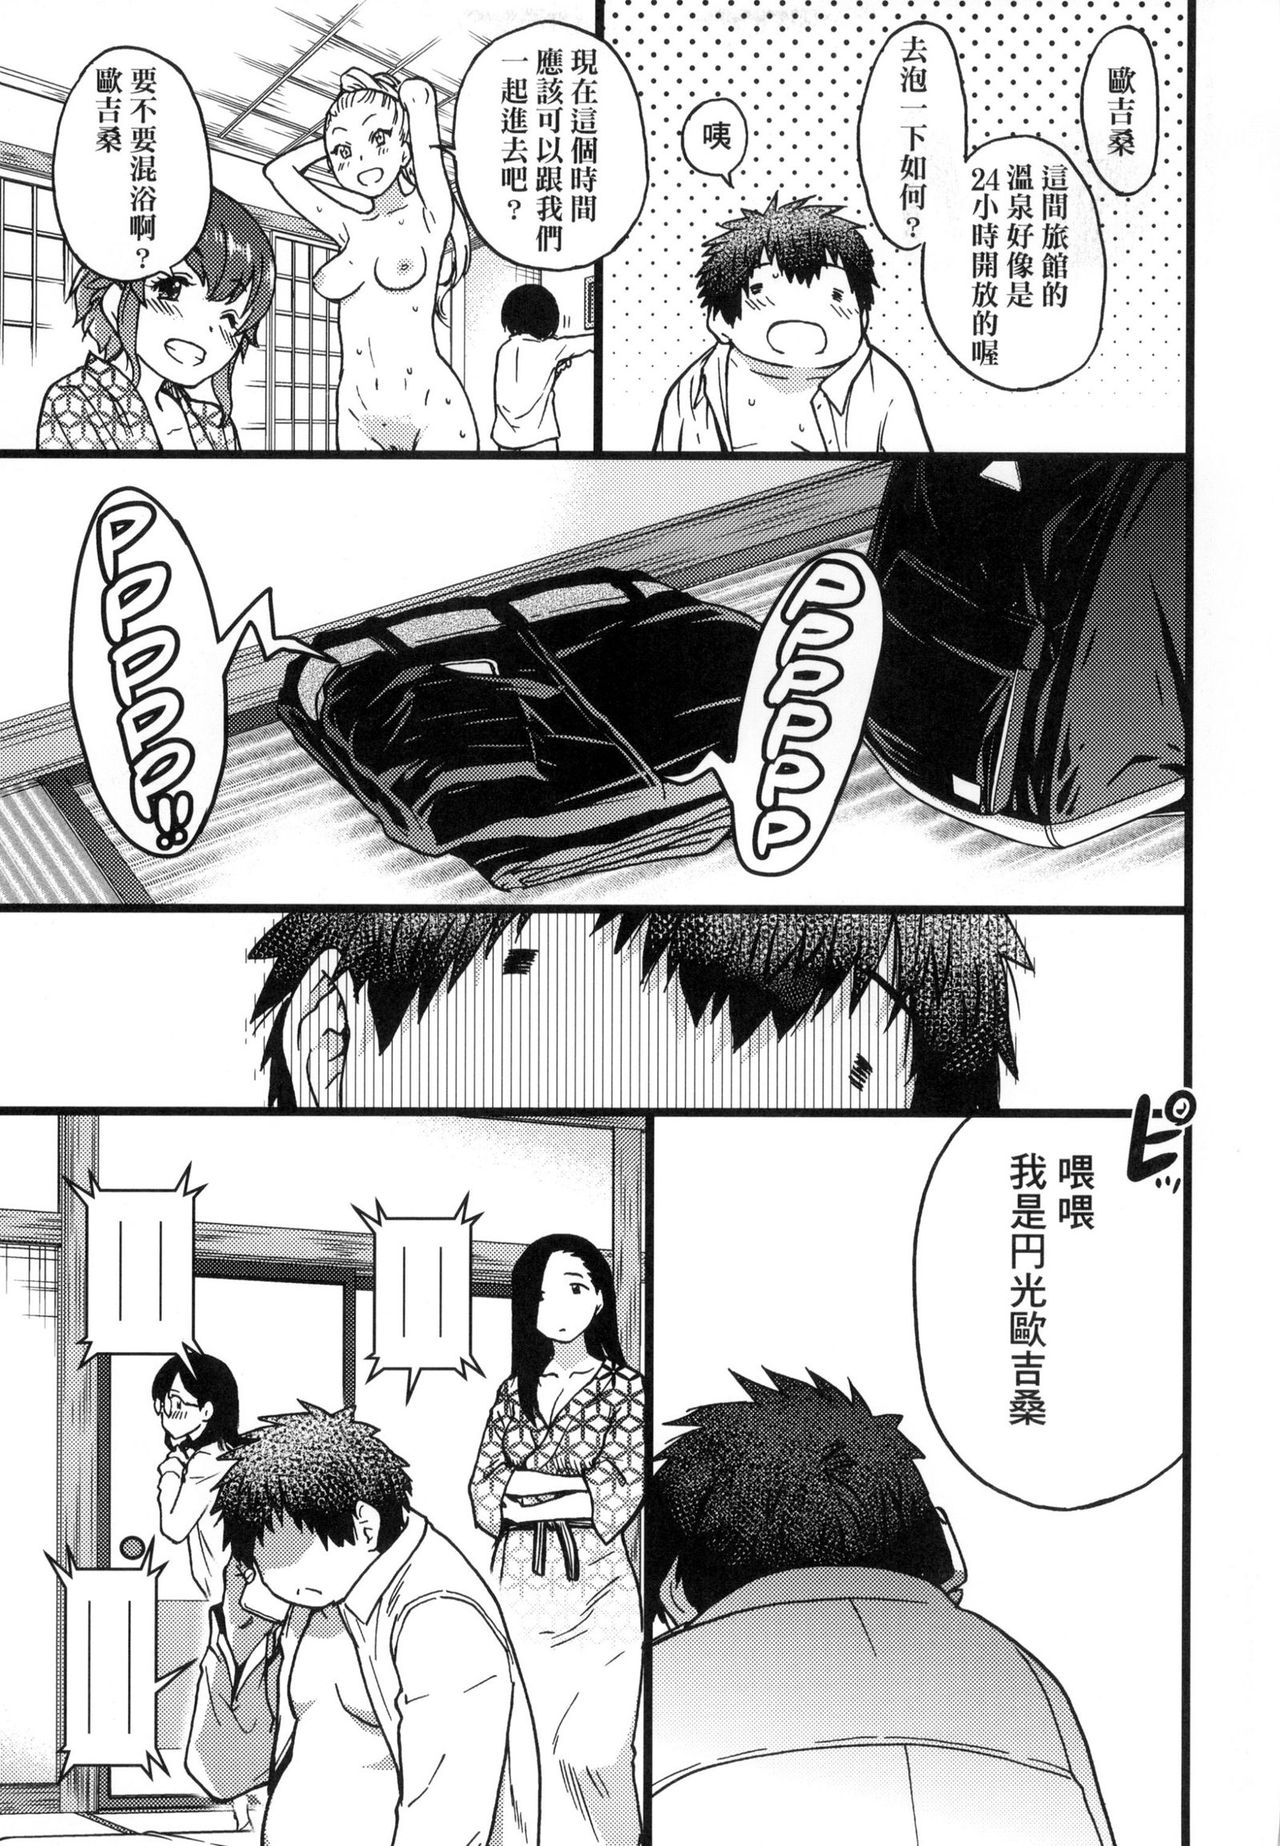 歐吉桑
這間旅館的
溫泉好像是
24小時開放的喔
去泡一下如何？
咦
現在這個時間
應該可以跟我們
一起進去吧？
要不要混浴啊？
歐吉桑
PPPPPP
PPPPPP!!
ピッ
喂喂
我是円光歐吉桑